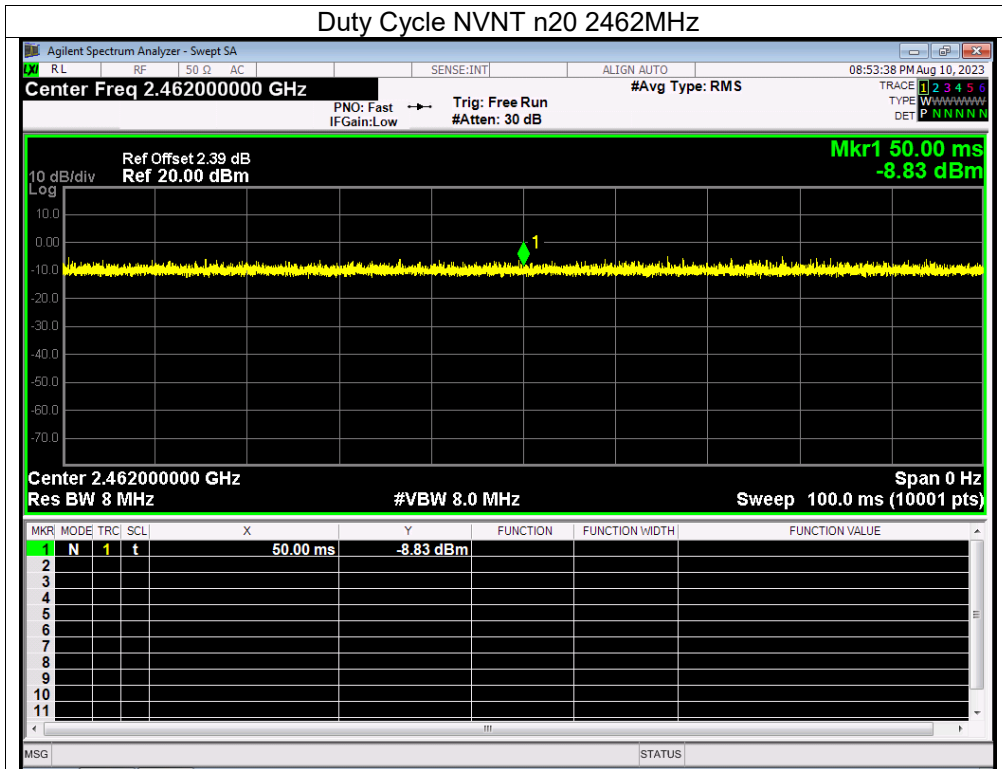 Duty Cycle NVNT n20 2462MHz
Agilent Spectrum Analyzer - Swept SA
LXI RL RF 50 Ω AC SENSE:INT ALIGN AUTO 08:53:38 PM Aug 10, 2023
Center Freq 2.462000000 GHz #Avg Type: RMS TRACE 1 2 3 4 5 6
PNO: Fast Trig: Free Run TYPE WWWWWW
IFGain:Low #Atten: 30 dB DET P N N N N N
Mkr1 50.00 ms
Ref Offset 2.39 dB
10 dB/div Ref 20.00 dBm -8.83 dBm
Log
10.0
0.00
1
-10.0
-20.0
-30.0
-40.0
-50.0
-60.0
-70.0
Center 2.462000000 GHz Span 0 Hz
Res BW 8 MHz #VBW 8.0 MHz Sweep 100.0 ms (10001 pts)
MKR MODE TRC SCL X Y FUNCTION FUNCTION WIDTH FUNCTION VALUE
1 N 1 t 50.00 ms -8.83 dBm
2
3
4
5
6
7
8
9
10
11
MSG STATUS